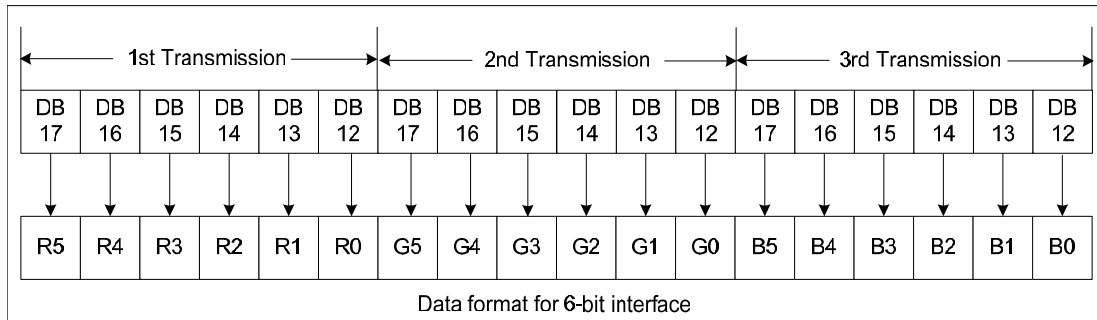 1st Transmission 2nd Transmission 3rd Transmission
DB DB DB DB DB DB DB DB DB DB DB DB DB DB DB DB DB DB
17 16 15 14 13 12 17 16 15 14 13 12 17 16 15 14 13 12
R5 R4 R3 R2 R1 R0 G5 G4 G3 G2 G1 G0 B5 B4 B3 B2 B1 B0
Data format for 6-bit interface